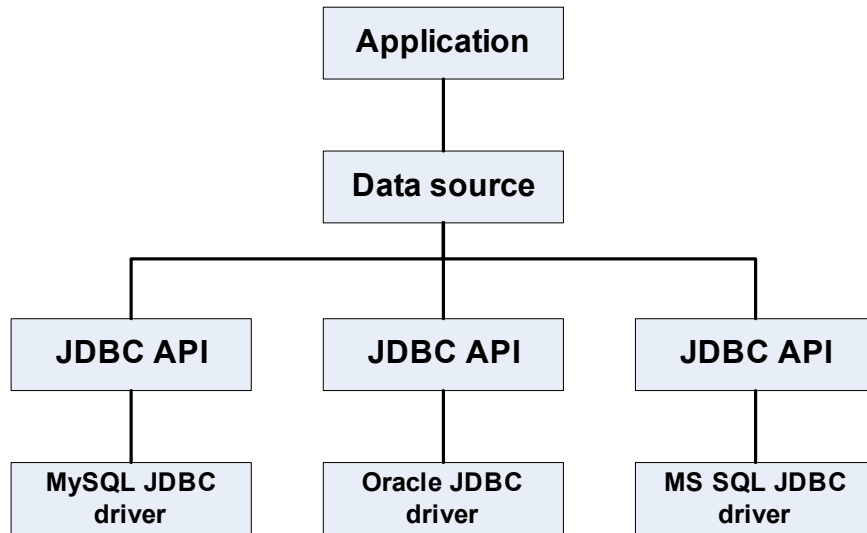 Application
Data source
JDBC API
JDBC API
JDBC API
MySQL JDBC
driver
Oracle JDBC
driver
MS SQL JDBC
driver